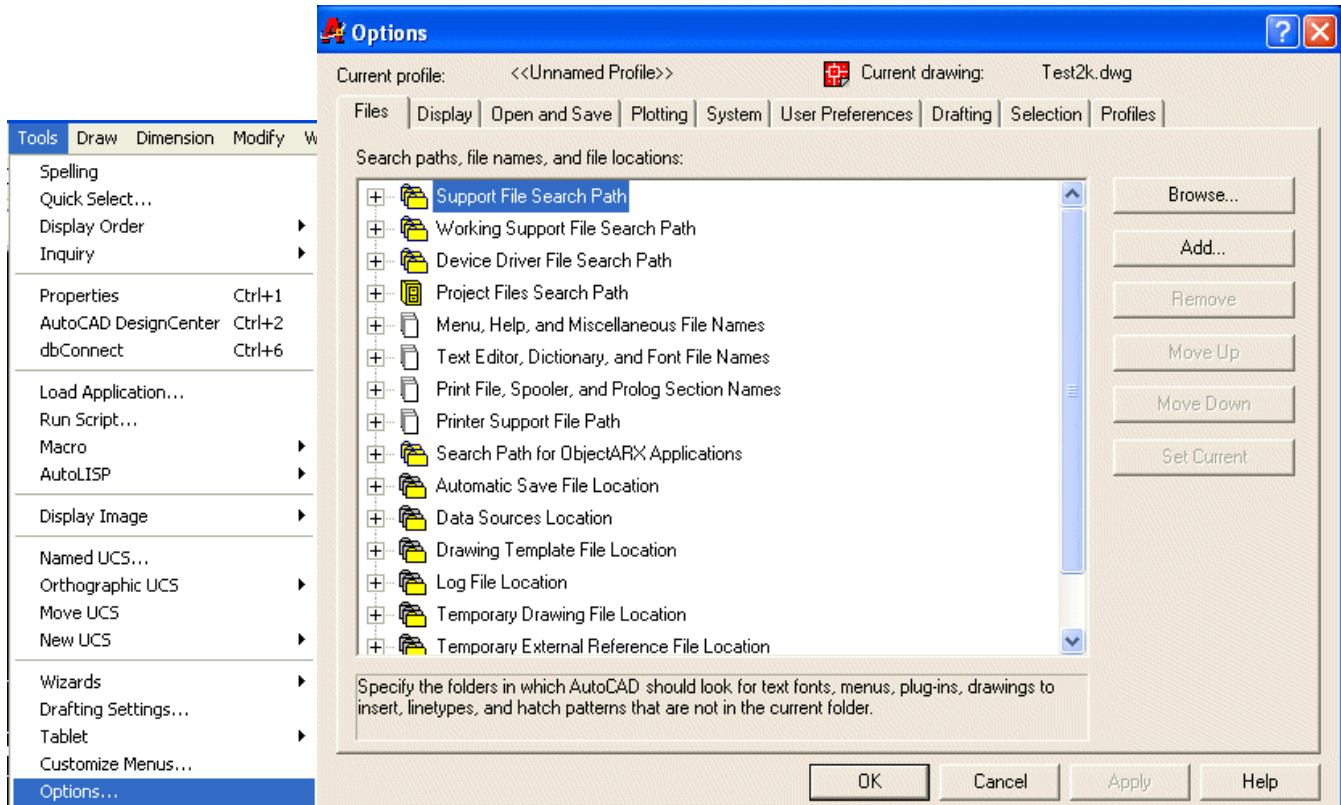 Options
Current profile: <<Unnamed Profile>> Current drawing: Test2k.dwg
Files Display Open and Save Plotting System User Preferences Drafting Selection Profiles
Search paths, file names, and file locations:
Support File Search Path
Working Support File Search Path
Device Driver File Search Path
Project Files Search Path
Menu, Help, and Miscellaneous File Names
Text Editor, Dictionary, and Font File Names
Print File, Spooler, and Prolog Section Names
Printer Support File Path
Search Path for ObjectARX Applications
Automatic Save File Location
Data Sources Location
Drawing Template File Location
Log File Location
Temporary Drawing File Location
Temporary External Reference File Location
Browse...
Add...
Remove
Move Up
Move Down
Set Current
Specify the folders in which AutoCAD should look for text fonts, menus, plug-ins, drawings to
insert, linetypes, and hatch patterns that are not in the current folder.
OK Cancel Apply Help
Tools Draw Dimension Modify W
Spelling
Quick Select...
Display Order
Inquiry
Properties Ctrl+1
AutoCAD DesignCenter Ctrl+2
dbConnect Ctrl+6
Load Application...
Run Script...
Macro
AutoLISP
Display Image
Named UCS...
Orthographic UCS
Move UCS
New UCS
Wizards
Drafting Settings...
Tablet
Customize Menus...
Options...